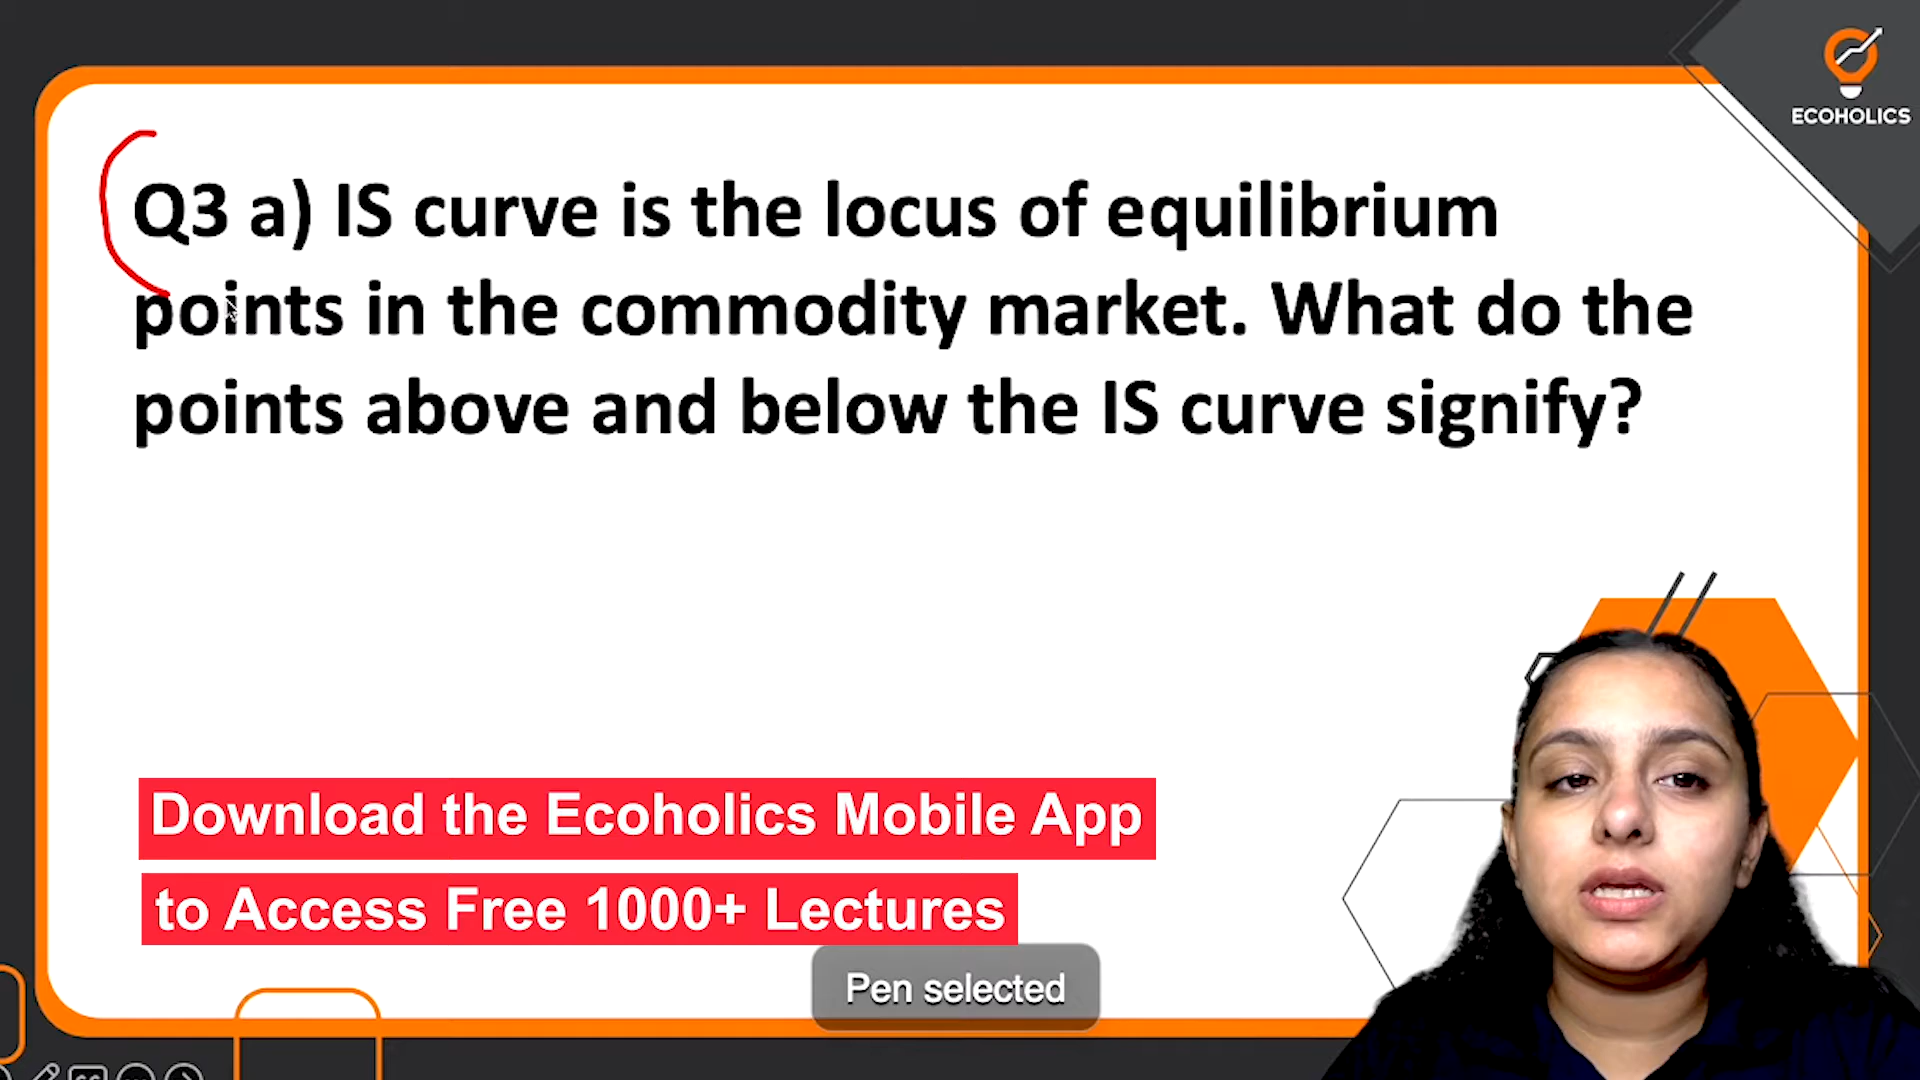 ECOHOLICS
Q3 a) IS curve is the locus of equilibrium
points in the commodity market. What do the
points above and below the IS curve signify?
Download the Ecoholics Mobile App
to Access Free 1000+ Lectures
Pen selected